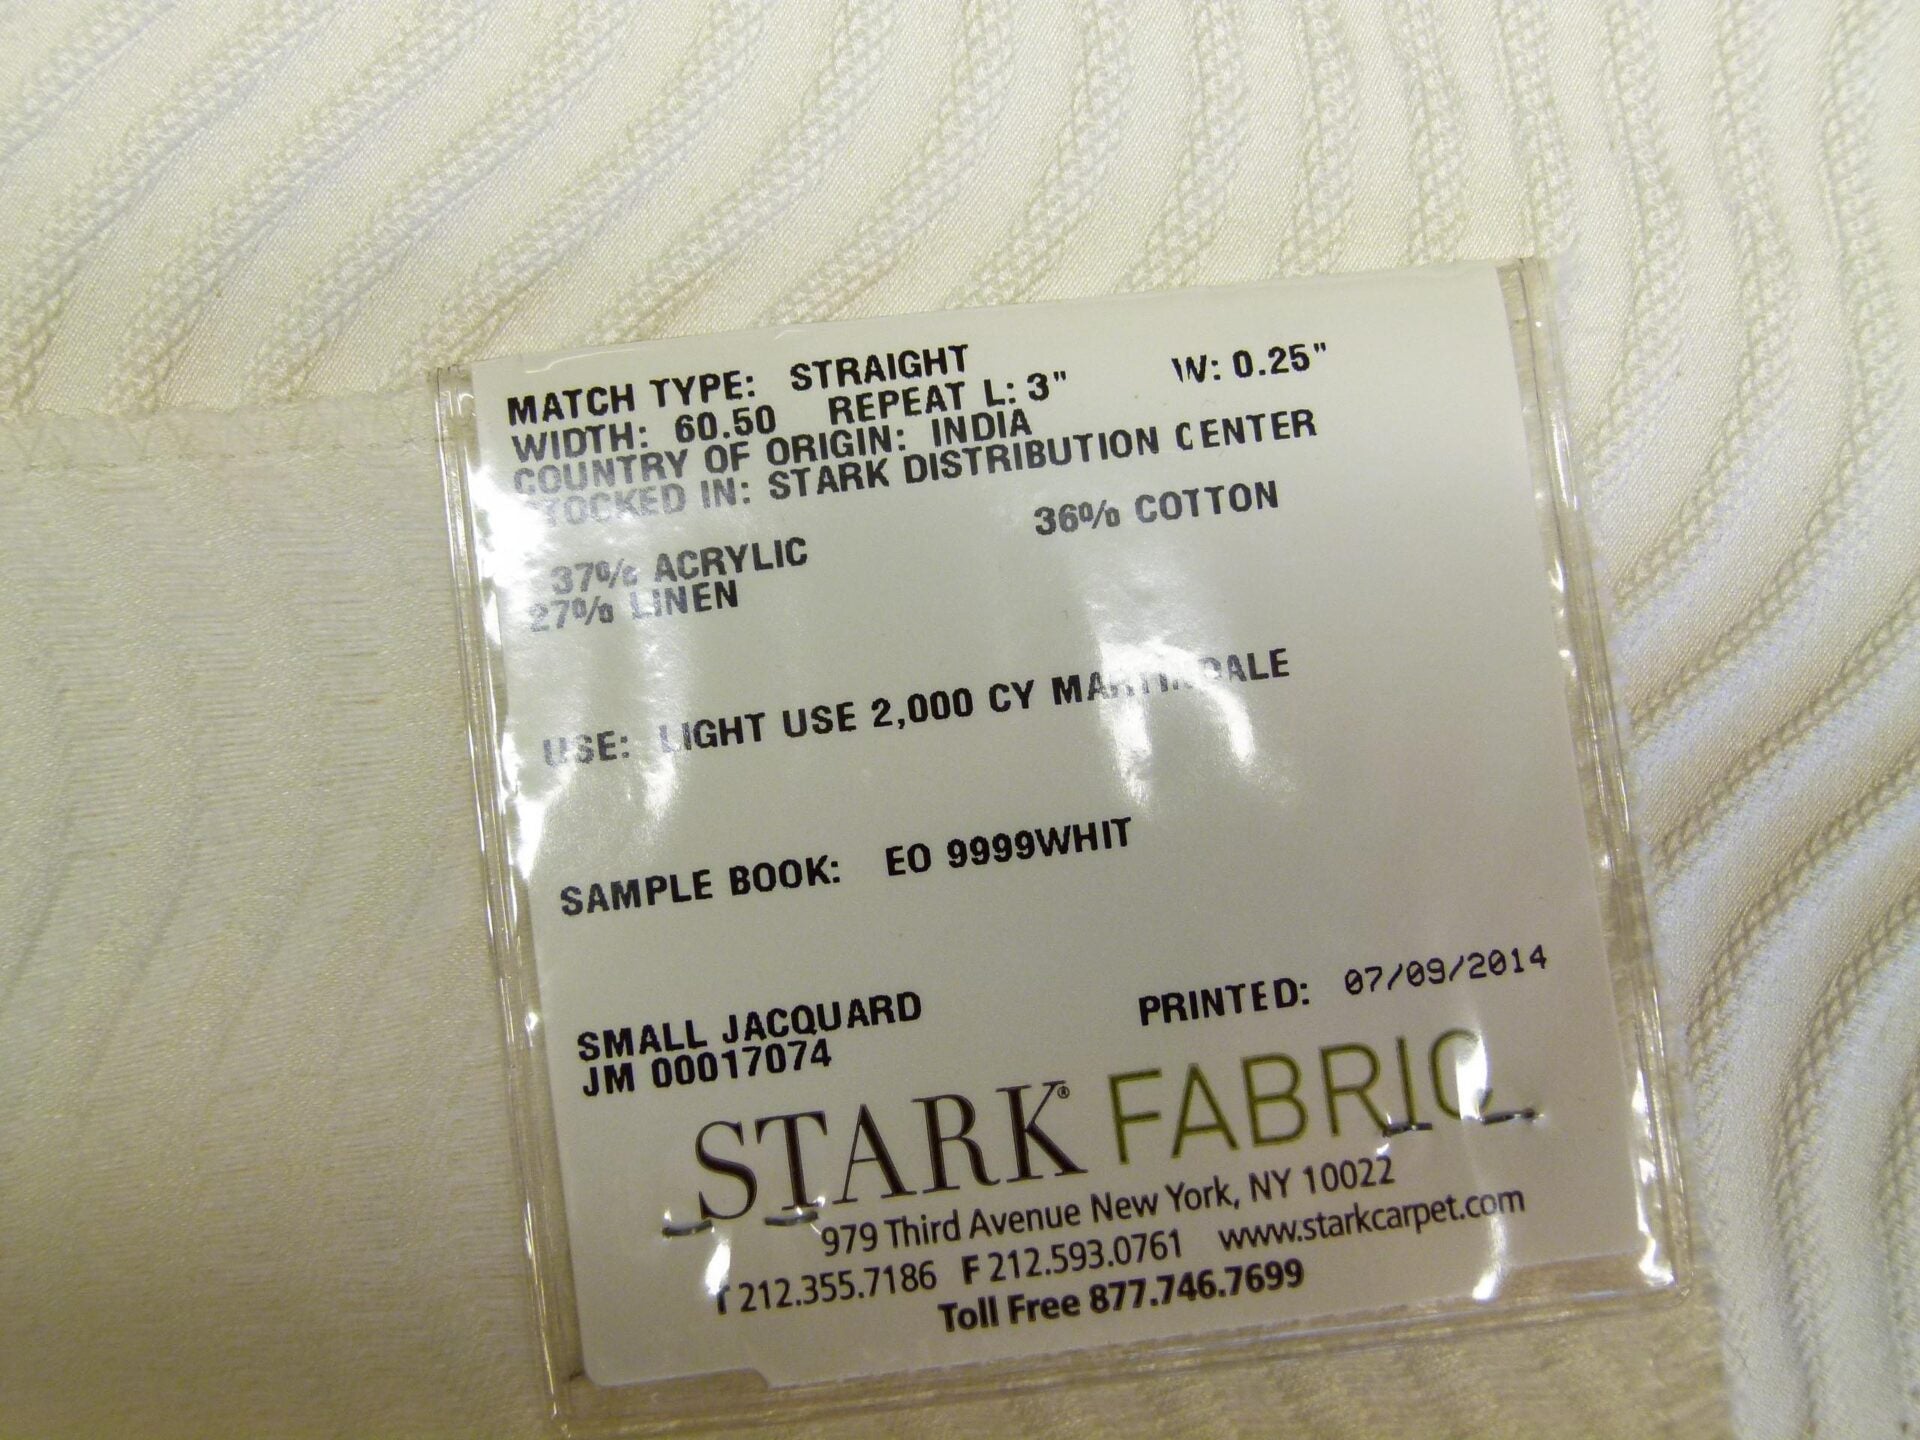 MATCH TYPE: STRAIGHT
WIDTH: 60.50 REPEAT L: 3" W: 0.25"
COUNTRY OF ORIGIN: INDIA
STOCKED IN: STARK DISTRIBUTION CENTER
37% ACRYLIC 36% COTTON
27% LINEN
USE: LIGHT USE 2,000 CY MARTINDALE
SAMPLE BOOK: EO 9999WHIT
SMALL JACQUARD PRINTED: 07/09/2014
JM 00017074
STARK® FABRIC
979 Third Avenue New York, NY 10022
T 212.355.7186 F 212.593.0761 www.starkcarpet.com
Toll Free 877.746.7699